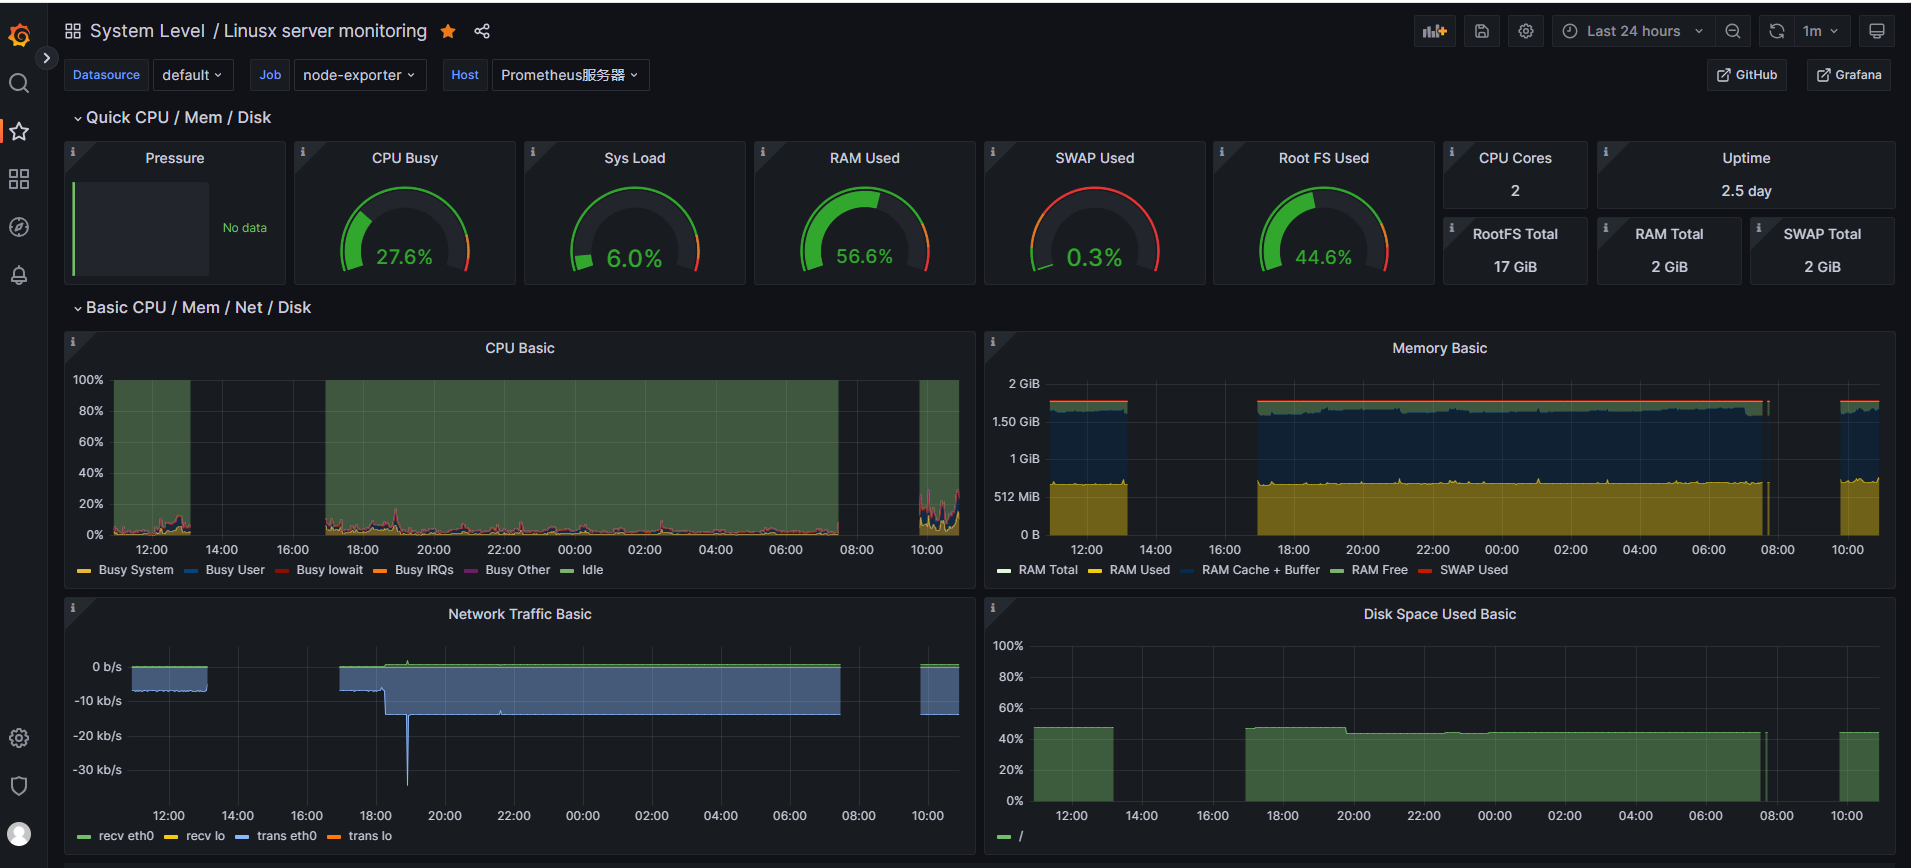 System Level / Linusx server monitoring
Last 24 hours
1m
Datasource default Job node-exporter Host Prometheus服务器
GitHub Grafana
Quick CPU / Mem / Disk
Pressure
No data
CPU Busy
27.6%
Sys Load
6.0%
RAM Used
56.6%
SWAP Used
0.3%
Root FS Used
44.6%
CPU Cores
2
Uptime
2.5 day
RootFS Total
17 GiB
RAM Total
2 GiB
SWAP Total
2 GiB
Basic CPU / Mem / Net / Disk
CPU Basic
100%
80%
60%
40%
20%
0%
12:00 14:00 16:00 18:00 20:00 22:00 00:00 02:00 04:00 06:00 08:00 10:00
Busy System Busy User Busy Iowait Busy IRQs Busy Other Idle
Memory Basic
2 GiB
1.50 GiB
1 GiB
512 MiB
0 B
12:00 14:00 16:00 18:00 20:00 22:00 00:00 02:00 04:00 06:00 08:00 10:00
RAM Total RAM Used RAM Cache + Buffer RAM Free SWAP Used
Network Traffic Basic
0 b/s
-10 kb/s
-20 kb/s
-30 kb/s
12:00 14:00 16:00 18:00 20:00 22:00 00:00 02:00 04:00 06:00 08:00 10:00
recv eth0 recv lo trans eth0 trans lo
Disk Space Used Basic
100%
80%
60%
40%
20%
0%
12:00 14:00 16:00 18:00 20:00 22:00 00:00 02:00 04:00 06:00 08:00 10:00
/